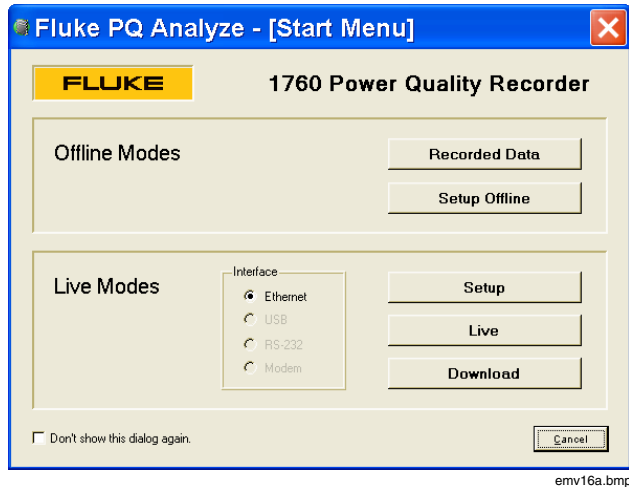 Fluke PQ Analyze - [Start Menu]
FLUKE
1760 Power Quality Recorder
Offline Modes
Recorded Data
Setup Offline
Live Modes
Interface
Ethernet
USB
RS-232
Modem
Setup
Live
Download
Don't show this dialog again.
Cancel
emv16a.bmp